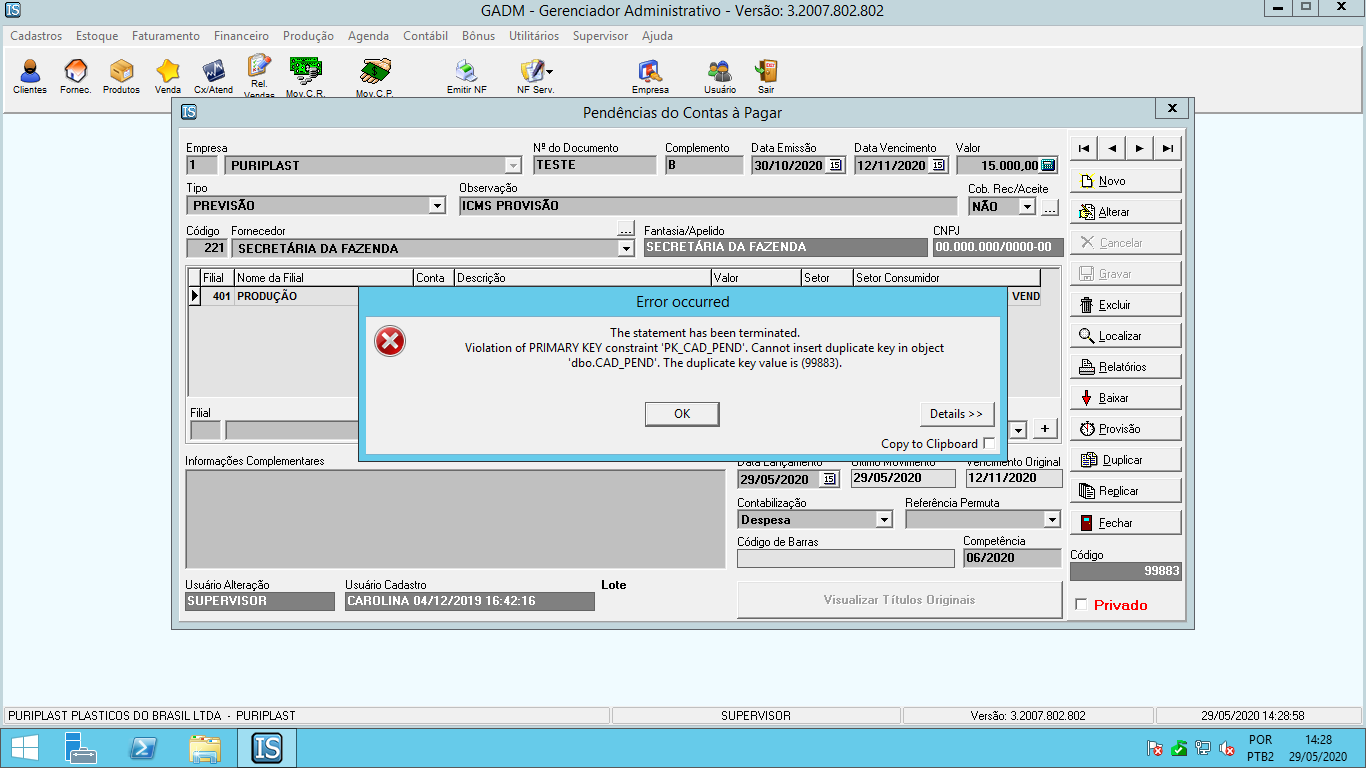 IS
GADM - Gerenciador Administrativo - Versão: 3.2007.802.802
Cadastros Estoque Faturamento Financeiro Produção Agenda Contábil Bônus Utilitários Supervisor Ajuda
Clientes Fornec. Produtos Venda Cx/Atend Rel. Vendas Mov.C.R. Mov.C.P. Emitir NF NF Serv. Empresa Usuário Sair
IS Pendências do Contas à Pagar
Empresa Nº do Documento Complemento Data Emissão Data Vencimento Valor
1 PURIPLAST TESTE B 30/10/2020 15 12/11/2020 15 15.000,00
Tipo Observação Cob. Rec/Aceite
PREVISÃO ICMS PROVISÃO NÃO ...
Código Fornecedor ... Fantasia/Apelido CNPJ
221 SECRETÁRIA DA FAZENDA SECRETÁRIA DA FAZENDA 00.000.000/0000-00
Filial Nome da Filial Conta Descrição Valor Setor Setor Consumidor
401 PRODUÇÃO VEND
Error occurred
The statement has been terminated.
Violation of PRIMARY KEY constraint 'PK_CAD_PEND'. Cannot insert duplicate key in object
'dbo.CAD_PEND'. The duplicate key value is (99883).
OK Details >>
Copy to Clipboard
Filial
+
Informações Complementares Data Lançamento Último Movimento Vencimento Original
29/05/2020 15 29/05/2020 12/11/2020
Contabilização Referência Permuta
Despesa
Código de Barras Competência
06/2020
Usuário Alteração Usuário Cadastro Lote
SUPERVISOR CAROLINA 04/12/2019 16:42:16
Visualizar Títulos Originais
Novo
Alterar
Cancelar
Gravar
Excluir
Localizar
Relatórios
Baixar
Provisão
Duplicar
Replicar
Fechar
Código
99883
Privado
PURIPLAST PLASTICOS DO BRASIL LTDA - PURIPLAST SUPERVISOR Versão: 3.2007.802.802 29/05/2020 14:28:58
IS
POR 14:28
PTB2 29/05/2020